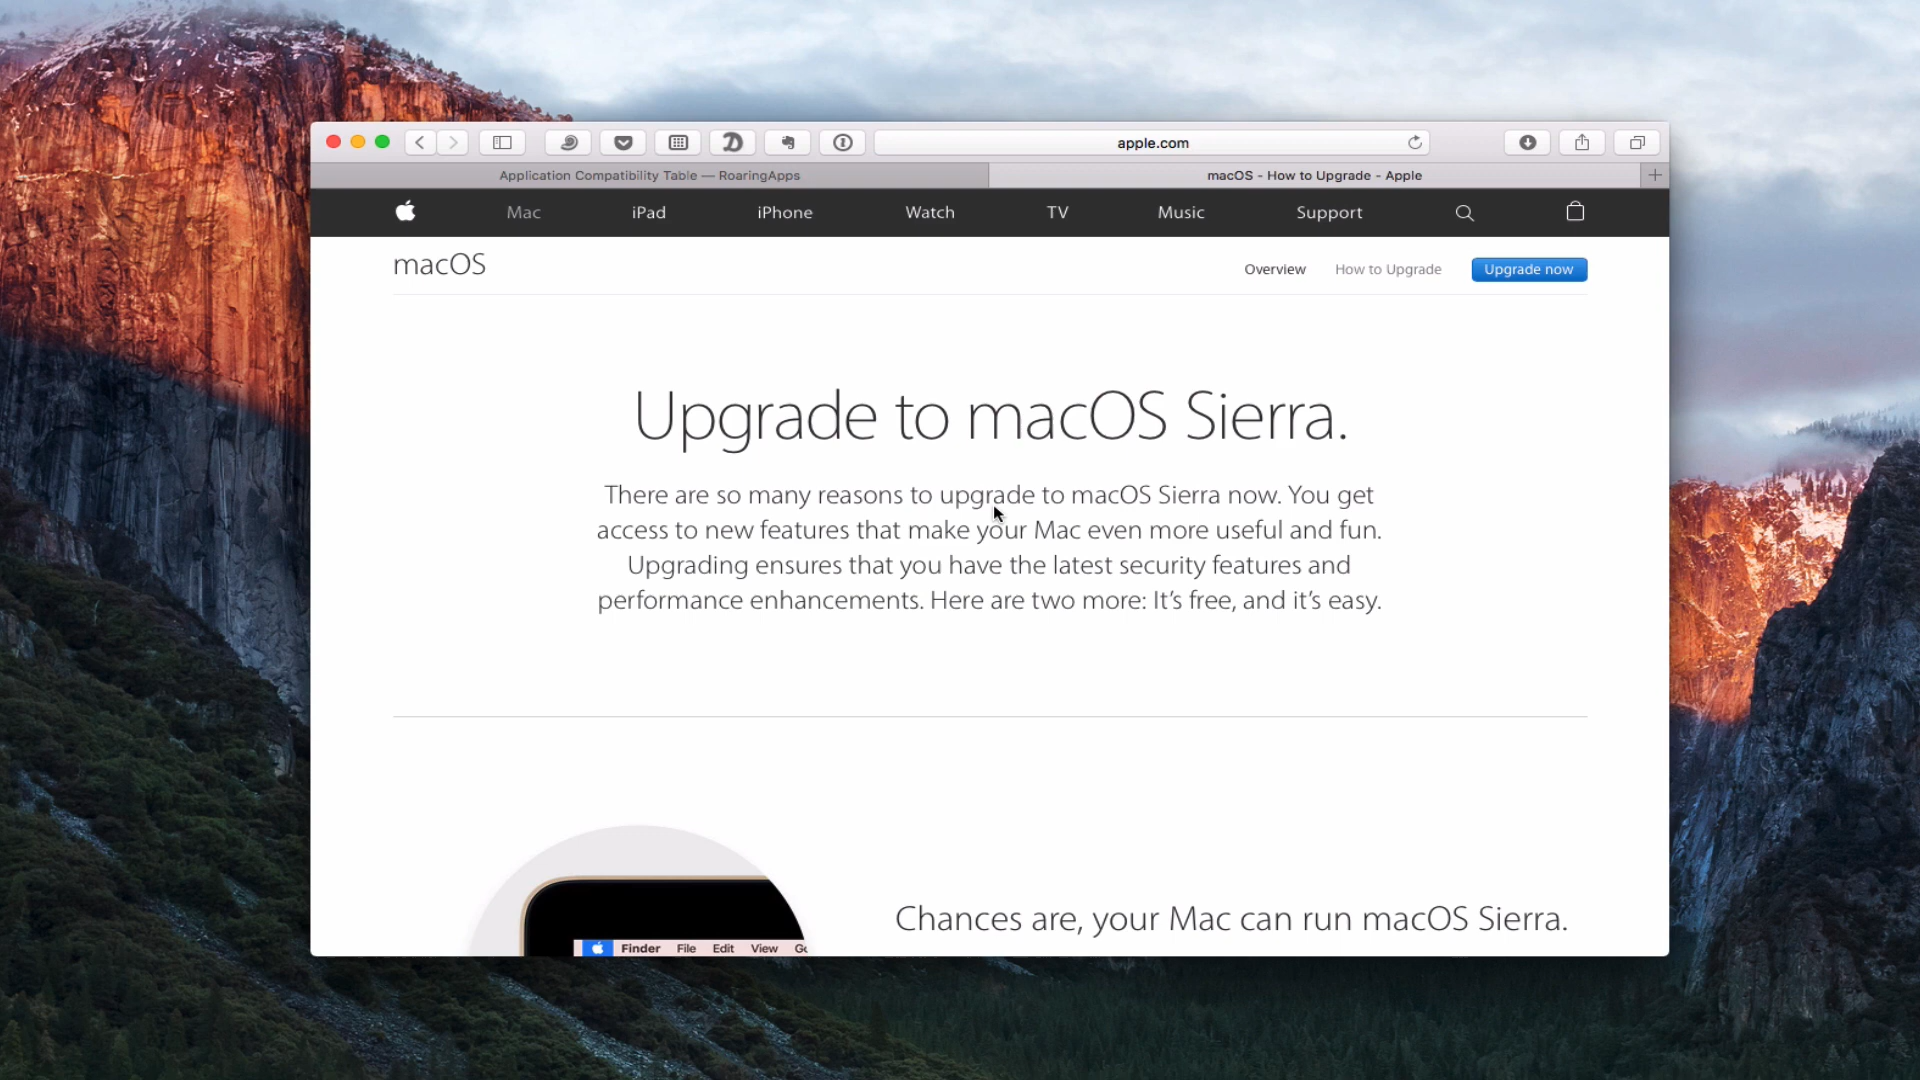 apple.com
Application Compatibility Table — RoaringApps
macOS - How to Upgrade - Apple
Mac
iPad
iPhone
Watch
TV
Music
Support
macOS
Overview
How to Upgrade
Upgrade now
Upgrade to macOS Sierra.
There are so many reasons to upgrade to macOS Sierra now. You get
access to new features that make your Mac even more useful and fun.
Upgrading ensures that you have the latest security features and
performance enhancements. Here are two more: It’s free, and it’s easy.
Chances are, your Mac can run macOS Sierra.
Finder File Edit View